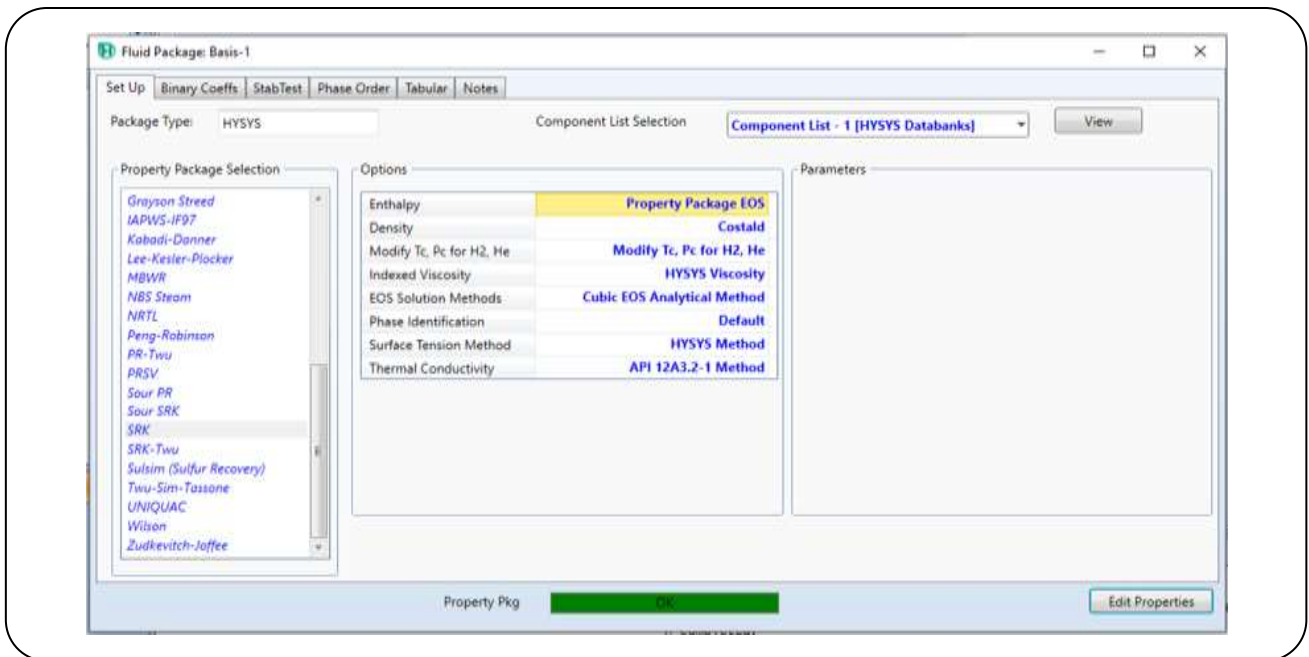 Fluid Package: Basis-1
Set Up Binary Coeffs StabTest Phase Order Tabular Notes
Package Type: HYSYS Component List Selection Component List - 1 [HYSYS Databanks] View
Property Package Selection Options Parameters
Grayson Streed
IAPWS-IF97
Kabadi-Danner
Lee-Kesler-Plocker
MBWR
NBS Steam
NRTL
Peng-Robinson
PR-Twu
PRSV
Sour PR
Sour SRK
SRK
SRK-Twu
Sulsim (Sulfur Recovery)
Twu-Sim-Tassone
UNIQUAC
Wilson
Zudkevitch-Joffee
Enthalpy Property Package EOS
Density Costald
Modify Tc, Pc for H2, He Modify Tc, Pc for H2, He
Indexed Viscosity HYSYS Viscosity
EOS Solution Methods Cubic EOS Analytical Method
Phase Identification Default
Surface Tension Method HYSYS Method
Thermal Conductivity API 12A3.2-1 Method
Property Pkg OK Edit Properties